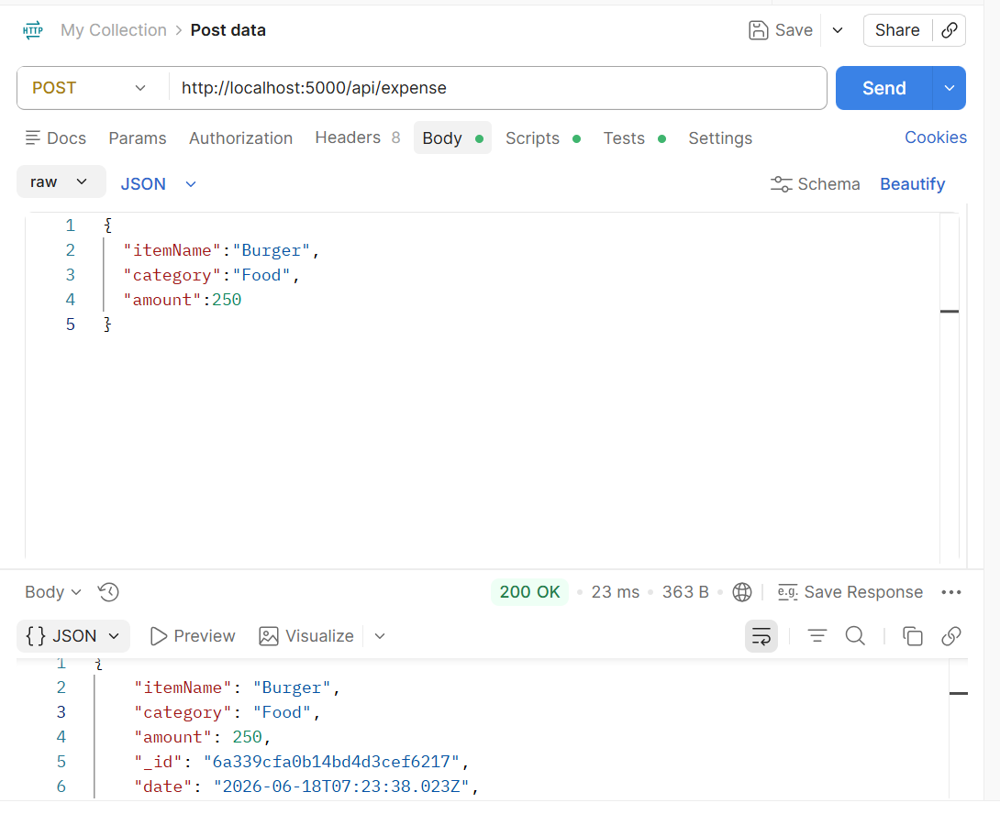 HTTP My Collection > Post data Save Share
POST http://localhost:5000/api/expense Send
Docs Params Authorization Headers 8 Body Scripts Tests Settings Cookies
raw JSON Schema Beautify
1 {
2 "itemName":"Burger",
3 "category":"Food",
4 "amount":250
5 }
Body 200 OK • 23 ms • 363 B • e.g. Save Response
{} JSON Preview Visualize
1 {
2 "itemName": "Burger",
3 "category": "Food",
4 "amount": 250,
5 "_id": "6a339cfa0b14bd4d3cef6217",
6 "date": "2026-06-18T07:23:38.023Z",